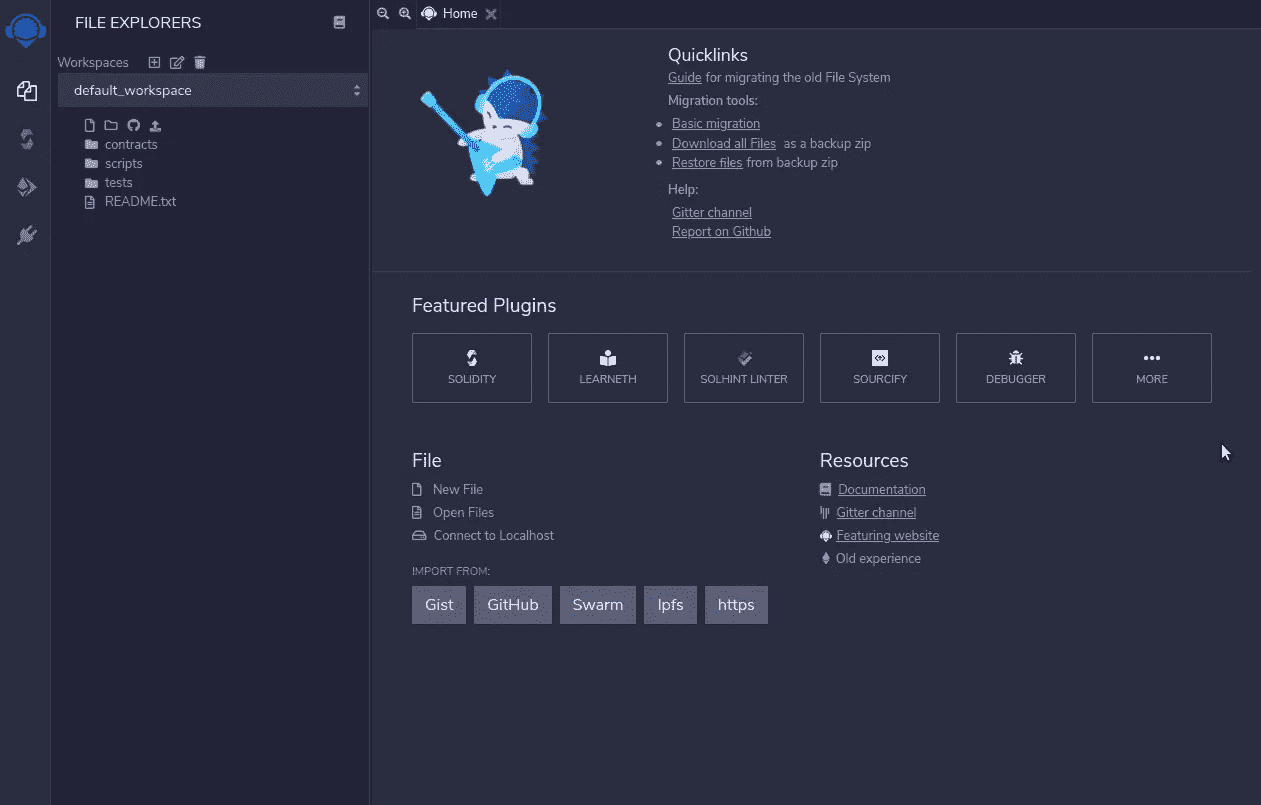 FILE EXPLORERS
Workspaces
default_workspace
contracts
scripts
tests
README.txt
Home
Quicklinks
Guide for migrating the old File System
Migration tools:
Basic migration
Download all Files as a backup zip
Restore files from backup zip
Help:
Gitter channel
Report on Github
Featured Plugins
SOLIDITY
LEARNETH
SOLHINT LINTER
SOURCIFY
DEBUGGER
MORE
File
New File
Open Files
Connect to Localhost
IMPORT FROM:
Gist
GitHub
Swarm
Ipfs
https
Resources
Documentation
Gitter channel
Featuring website
Old experience